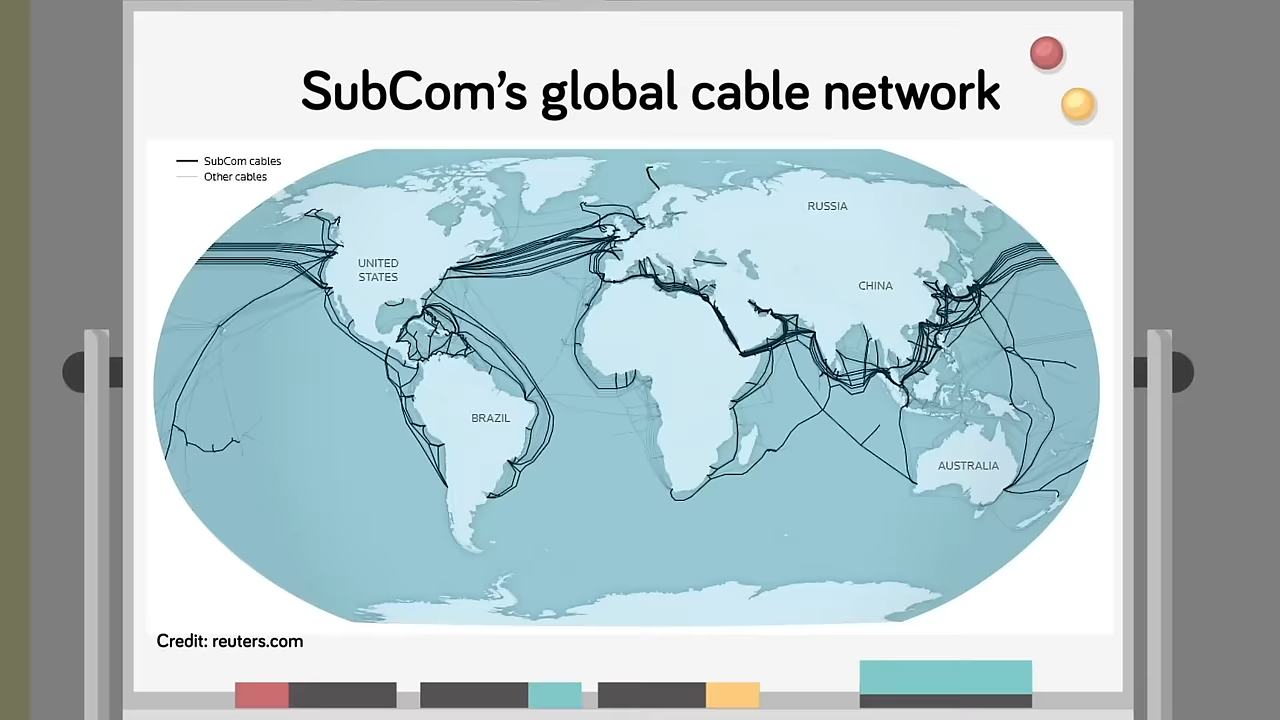 SubCom's global cable network
SubCom cables
Other cables
RUSSIA
UNITED
STATES
CHINA
BRAZIL
AUSTRALIA
Credit: reuters.com